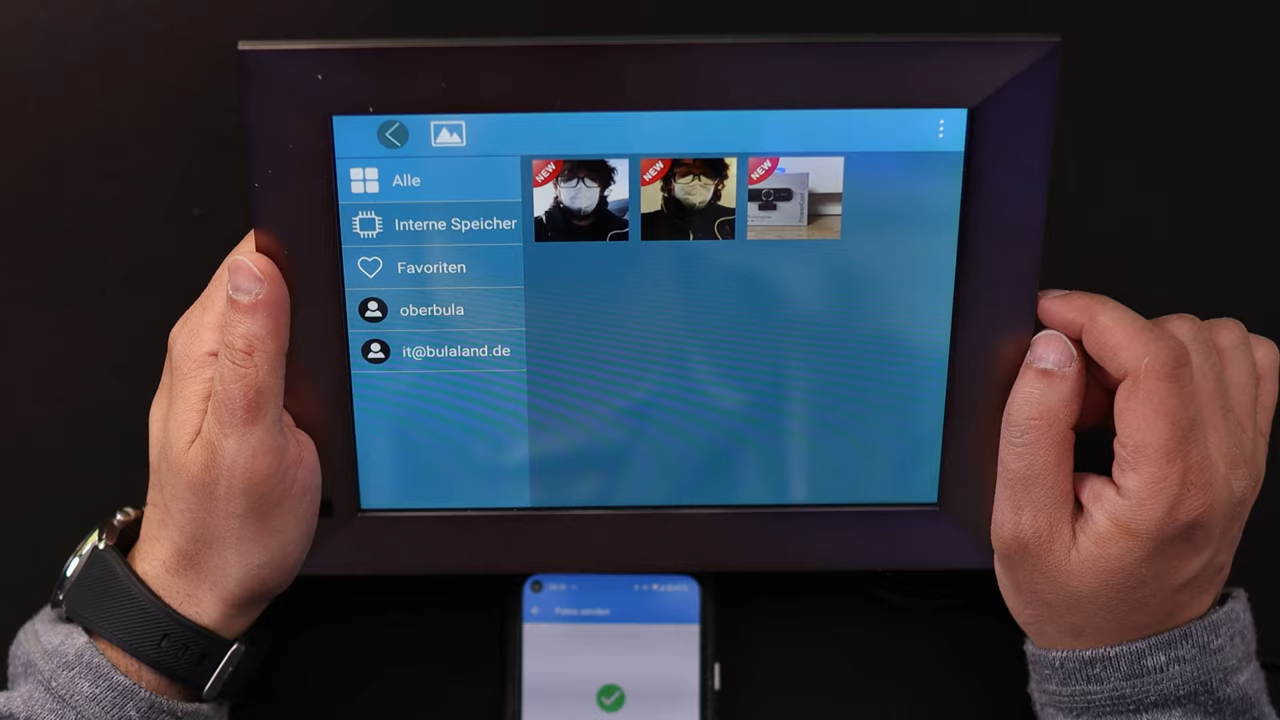 Alle
NEW
NEW
NEW
Interne Speicher
Favoriten
oberbula
it@bulaland.de
Fotos senden